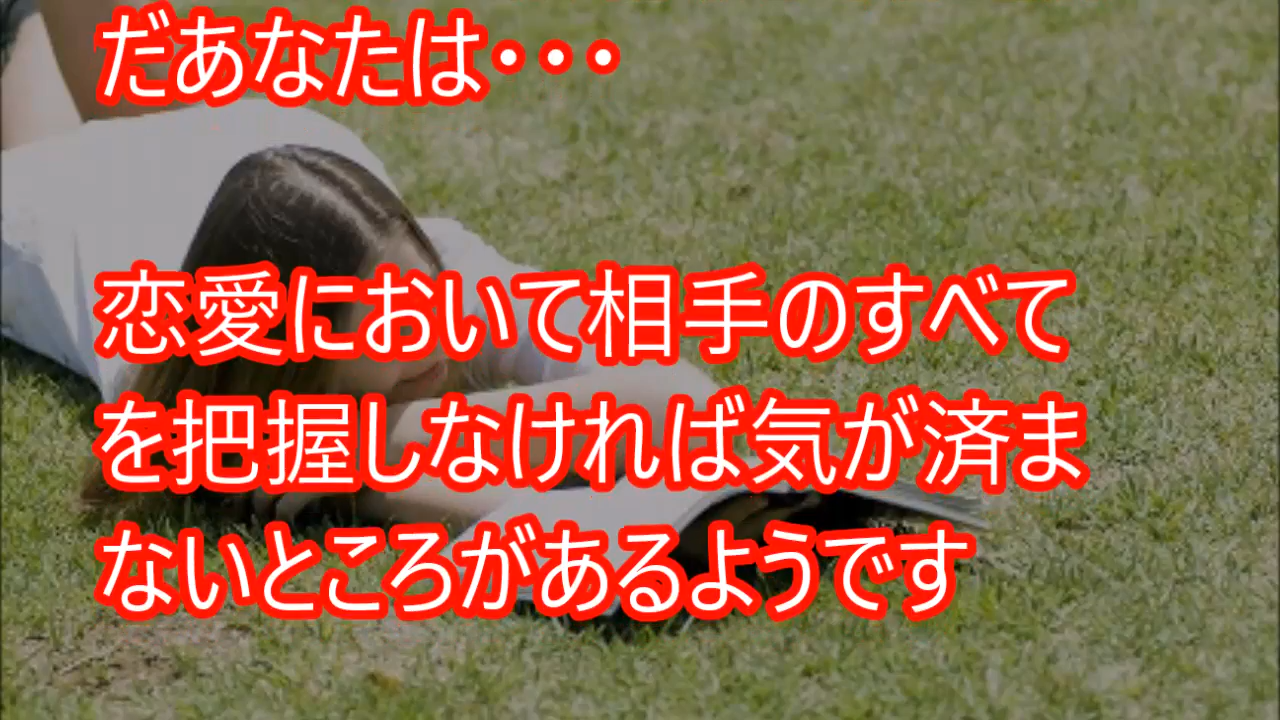 だあなたは・・・
恋愛において相手のすべて
を把握しなければ気が済ま
ないところがあるようです